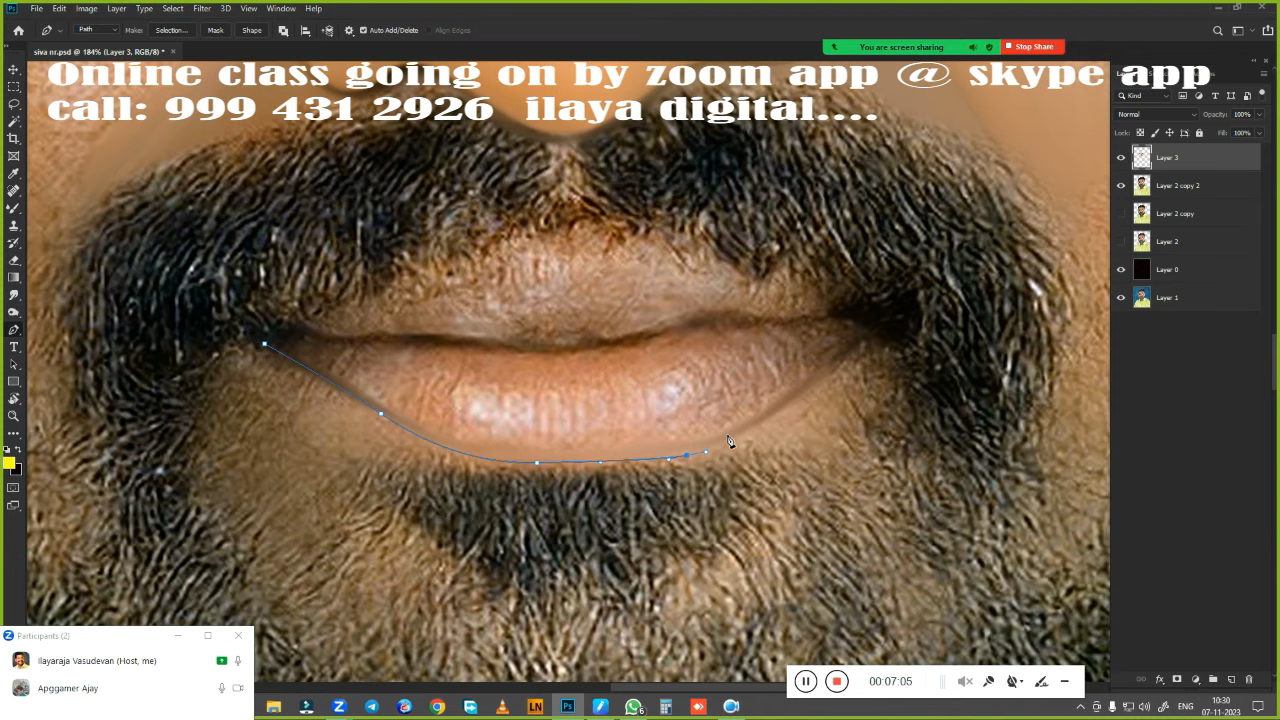 File Edit Image Layer Type Select Filter 3D View Window Help
Path Makes Selection... Mask Shape Auto Add/Delete Align Edges
siva nr.psd @ 184% (Layer 3, RGB/8) *
You are screen sharing Stop Share
Online class going on by zoom app @ skype app
call: 999 431 2926 ilaya digital....
Kind
Normal Opacity: 100%
Lock: Fill: 100%
Layer 3
Layer 2 copy 2
Layer 2 copy
Layer 2
Layer 0
Layer 1
Participants (2)
Ilayaraja Vasudevan (Host, me)
Apggamer Ajay
00:07:05
ENG
10:30
07-11-2023